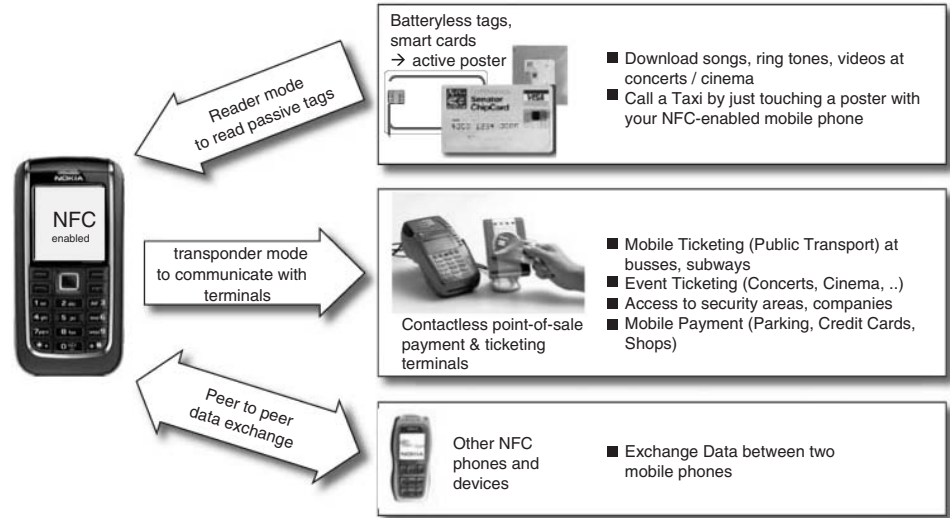 Batteryless tags,
smart cards
→ active poster
Senator
ChipCard
VISA
■ Download songs, ring tones, videos at
concerts / cinema
■ Call a Taxi by just touching a poster with
your NFC-enabled mobile phone
Reader mode
to read passive tags
NOKIA
NFC
enabled
transponder mode
to communicate with
terminals
Contactless point-of-sale
payment & ticketing
terminals
■ Mobile Ticketing (Public Transport) at
busses, subways
■ Event Ticketing (Concerts, Cinema, ..)
■ Access to security areas, companies
■ Mobile Payment (Parking, Credit Cards,
Shops)
Peer to peer
data exchange
NOKIA
Other NFC
phones and
devices
■ Exchange Data between two
mobile phones